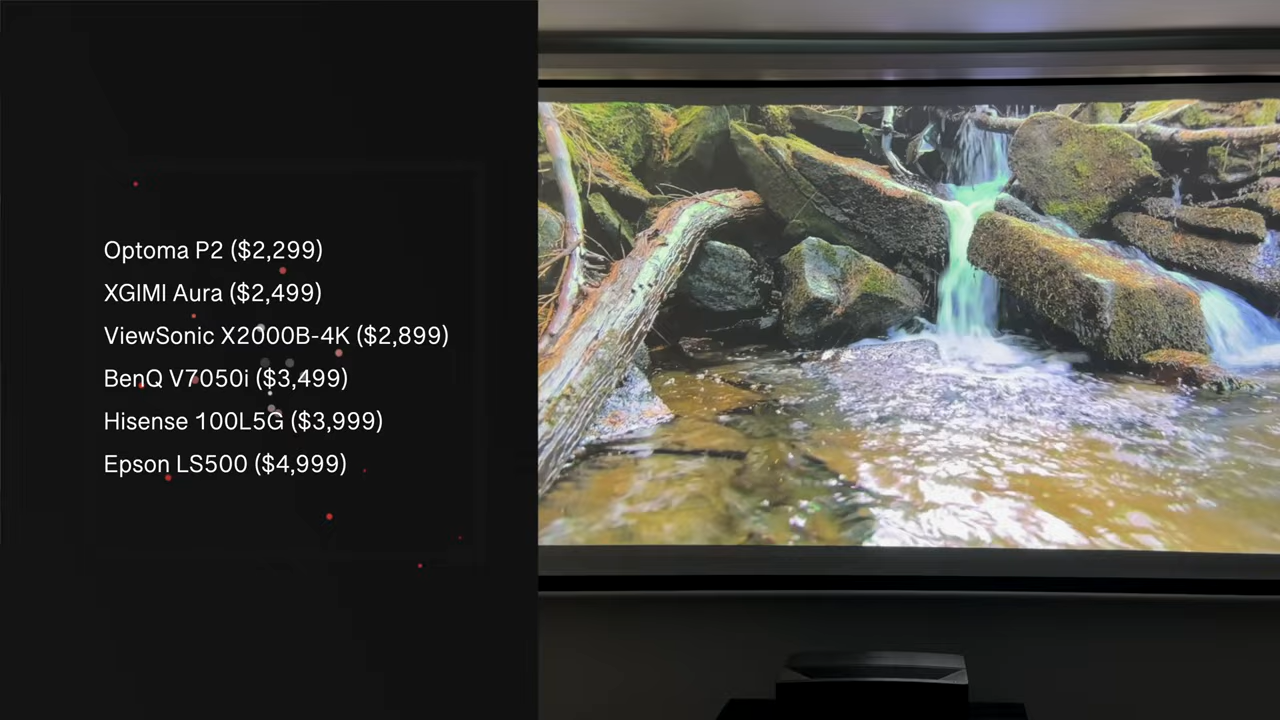 Optoma P2 ($2,299)
XGIMI Aura ($2,499)
ViewSonic X2000B-4K ($2,899)
BenQ V7050i ($3,499)
Hisense 100L5G ($3,999)
Epson LS500 ($4,999)